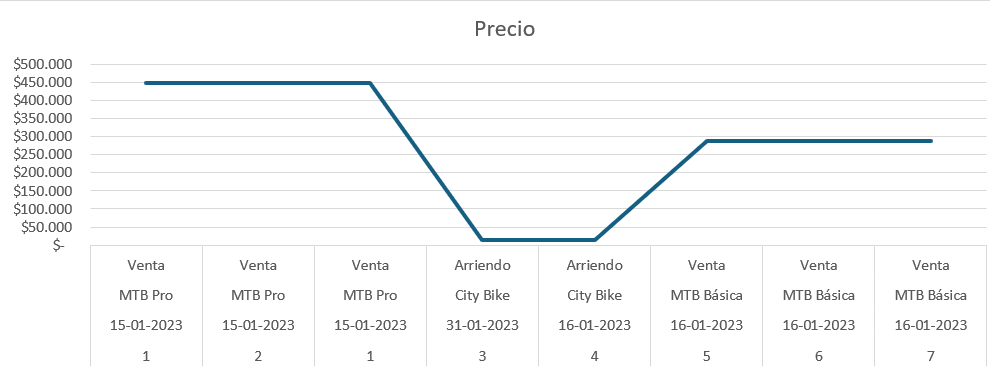 Precio
$500.000
$450.000
$400.000
$350.000
$300.000
$250.000
$200.000
$150.000
$100.000
$50.000
$-
Venta Venta Venta Arriendo Arriendo Venta Venta Venta
MTB Pro MTB Pro MTB Pro City Bike City Bike MTB Básica MTB Básica MTB Básica
15-01-2023 15-01-2023 15-01-2023 31-01-2023 16-01-2023 16-01-2023 16-01-2023 16-01-2023
1 2 1 3 4 5 6 7